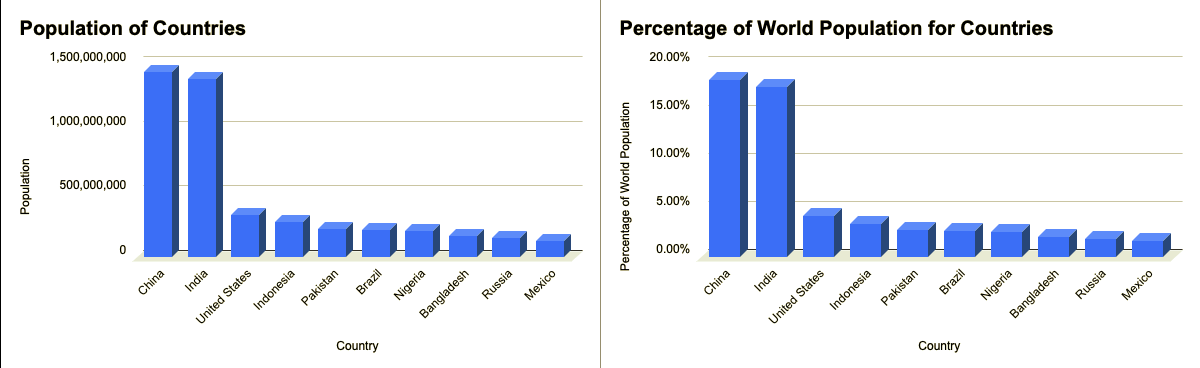 Population of Countries
1,500,000,000
1,000,000,000
500,000,000
0
Population
China
India
United States
Indonesia
Pakistan
Brazil
Nigeria
Bangladesh
Russia
Mexico
Country
Percentage of World Population for Countries
20.00%
15.00%
10.00%
5.00%
0.00%
Percentage of World Population
China
India
United States
Indonesia
Pakistan
Brazil
Nigeria
Bangladesh
Russia
Mexico
Country